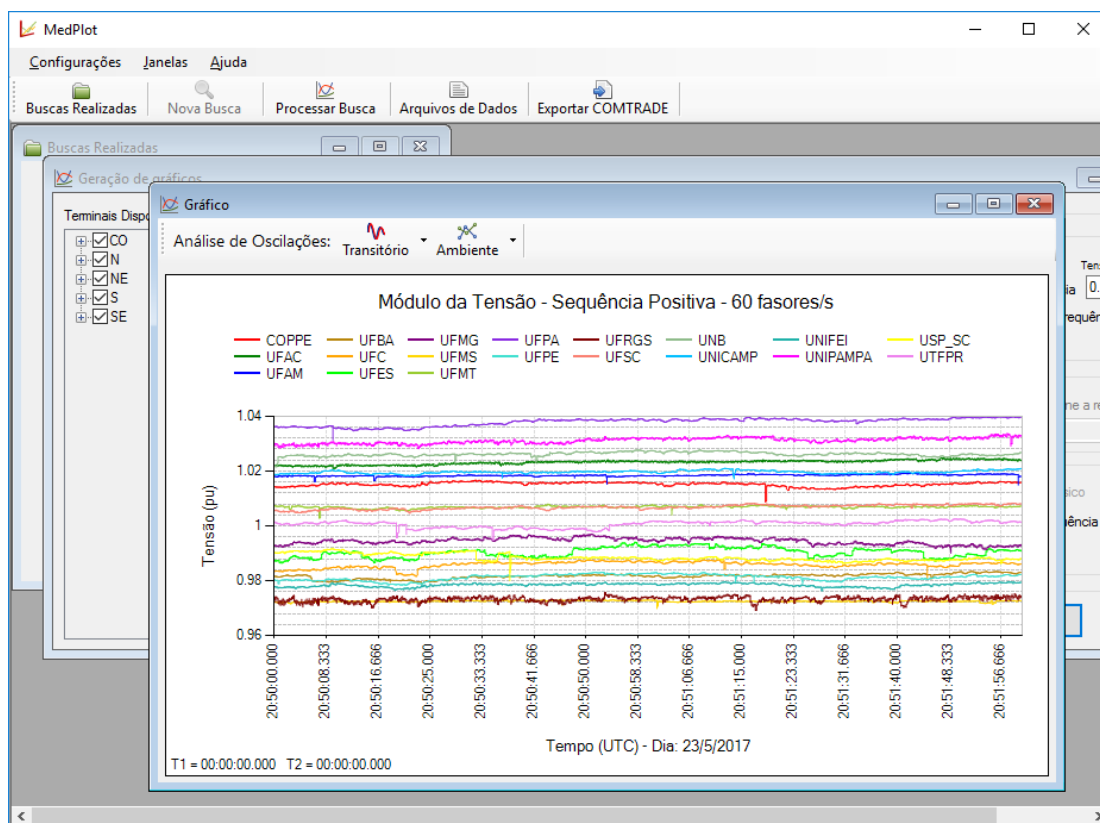 MedPlot
Configurações Janelas Ajuda
Buscas Realizadas Nova Busca Processar Busca Arquivos de Dados Exportar COMTRADE
Buscas Realizadas
Geração de gráficos
Terminais
CO
N
NE
S
SE
Gráfico
Análise de Oscilações: Transitório Ambiente
Módulo da Tensão - Sequência Positiva - 60 fasores/s
COPPE UFBA UFMG UFPA UFRGS UNB UNIFEI USP_SC
UFAC UFC UFMS UFPE UFSC UNICAMP UNIPAMPA UTFPR
UFAM UFES UFMT
Tensão (pu)
1.04
1.02
1
0.98
0.96
20:50:00.000
20:50:08.333
20:50:16.666
20:50:25.000
20:50:33.333
20:50:41.666
20:50:50.000
20:50:58.333
20:51:06.666
20:51:15.000
20:51:23.333
20:51:31.666
20:51:40.000
20:51:48.333
20:51:56.666
Tempo (UTC) - Dia: 23/5/2017
T1 = 00:00:00.000 T2 = 00:00:00.000